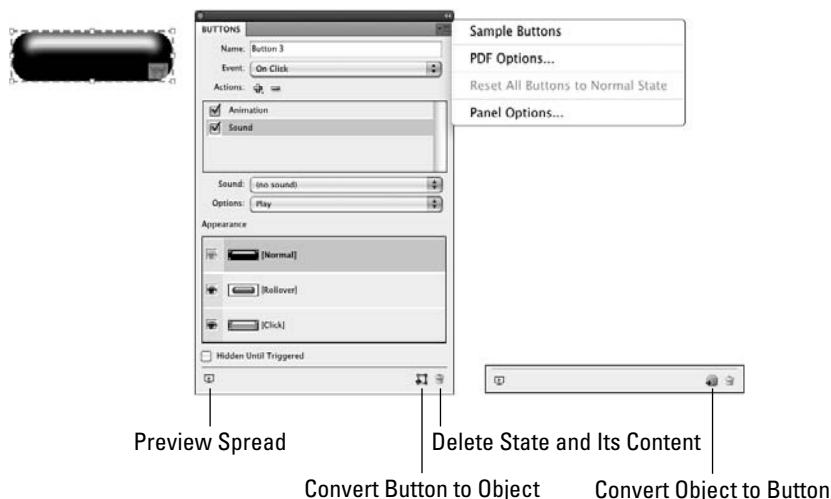 BUTTONS
Name: Button 3
Event: On Click
Actions:
Animation
Sound
Sound: (no sound)
Options: Play
Appearance
[Normal]
[Rollover]
[Click]
Hidden Until Triggered
Sample Buttons
PDF Options...
Reset All Buttons to Normal State
Panel Options...
Preview Spread
Delete State and Its Content
Convert Button to Object
Convert Object to Button